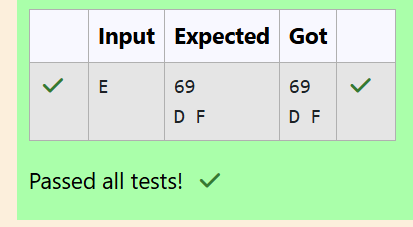 Input Expected Got
E 69 69
D F D F
Passed all tests!